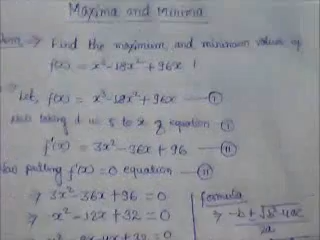 Maxima and Minima
⇒ Find the maximum and minimum value of
f(x) = x³-18x²+96x !
Let, f(x) = x³-18x²+96x —— ①
taking d w.r. to x of equation ①
f'(x) = 3x²-36x+96 —— ⑪
putting f'(x)=0 equation — ⑪
⇒ 3x²-36x+96 = 0
⇒ x²-12x+32 = 0
formula
⇒ -b±√b²-4ac
2a